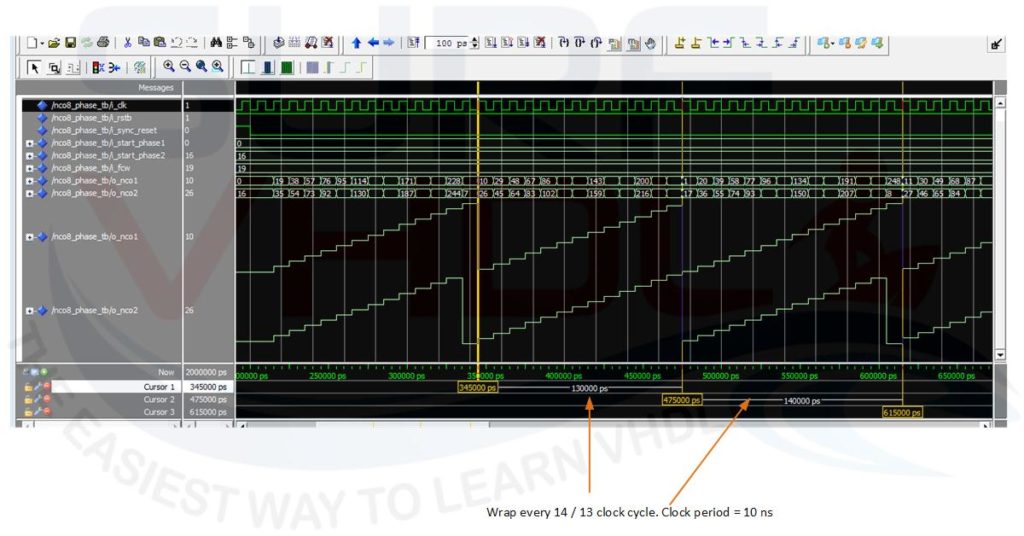 100 ps
Messages
/nco8_phase_tb/i_clk 1
/nco8_phase_tb/i_rstb 1
/nco8_phase_tb/i_sync_reset 0
/nco8_phase_tb/i_start_phase1 0 0
/nco8_phase_tb/i_start_phase2 16 16
/nco8_phase_tb/i_fcw 19 19
/nco8_phase_tb/o_nco1 10 0 19 38 57 76 95 114 171 228 10 29 48 67 86 143 200 1 20 39 58 77 96 134 191 248 11 30 49 68 87
/nco8_phase_tb/o_nco2 26 16 35 54 73 92 130 187 244 7 26 45 64 83 102 159 216 17 36 55 74 93 150 207 8 27 46 65 84
/nco8_phase_tb/o_nco1 10
/nco8_phase_tb/o_nco2 26
Now 2000000 ps 00000 ps 250000 ps 300000 ps 350000 ps 400000 ps 450000 ps 500000 ps 550000 ps 600000 ps 650000 ps
Cursor 1 345000 ps 345000 ps 130000 ps
Cursor 2 475000 ps 475000 ps 140000 ps
Cursor 3 615000 ps 615000 ps
THE EASIEST WAY TO LEARN VHDL
Wrap every 14 / 13 clock cycle. Clock period = 10 ns